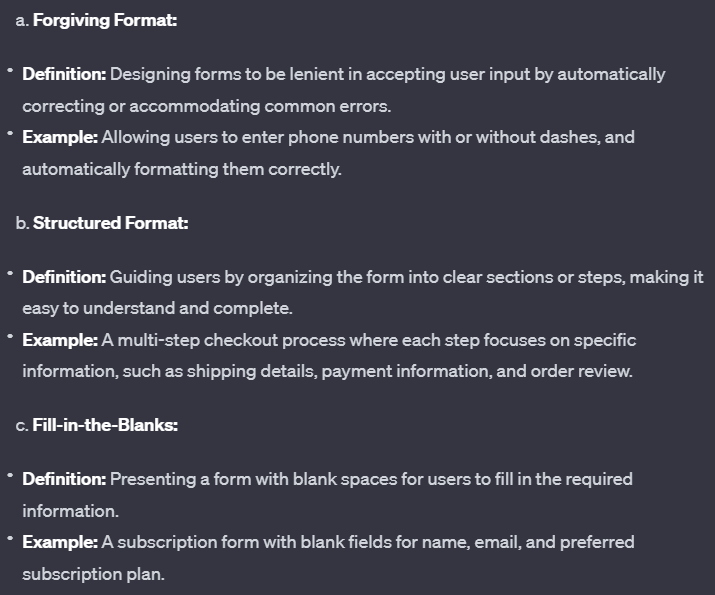 a. Forgiving Format:
• Definition: Designing forms to be lenient in accepting user input by automatically
correcting or accommodating common errors.
• Example: Allowing users to enter phone numbers with or without dashes, and
automatically formatting them correctly.
b. Structured Format:
• Definition: Guiding users by organizing the form into clear sections or steps, making it
easy to understand and complete.
• Example: A multi-step checkout process where each step focuses on specific
information, such as shipping details, payment information, and order review.
c. Fill-in-the-Blanks:
• Definition: Presenting a form with blank spaces for users to fill in the required
information.
• Example: A subscription form with blank fields for name, email, and preferred
subscription plan.